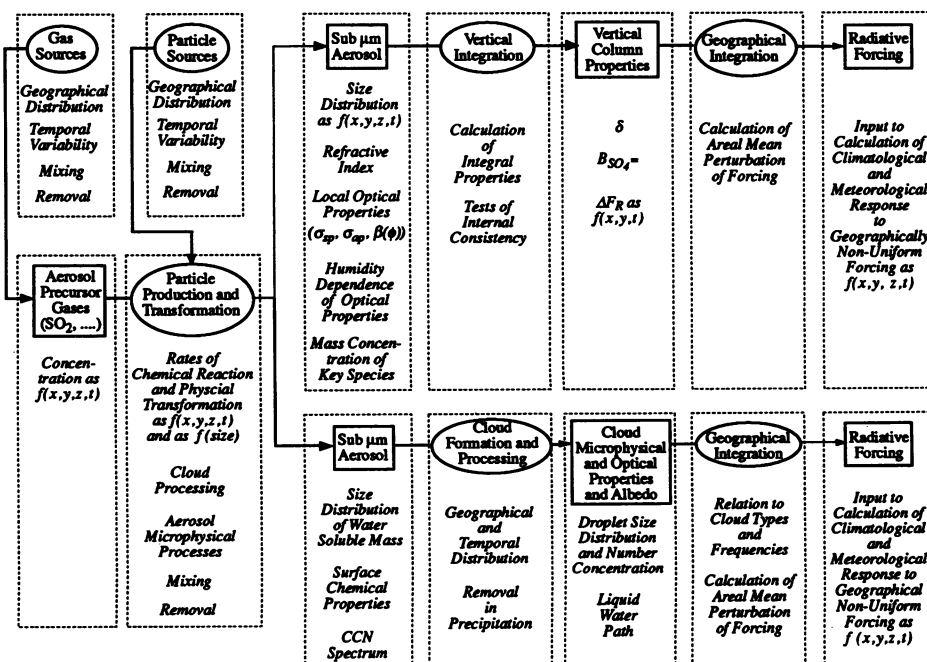 Gas
Sources
Geographical
Distribution
Temporal
Variability
Mixing
Removal
Particle
Sources
Geographical
Distribution
Temporal
Variability
Mixing
Removal
Aerosol
Precursor
Gases
(SO2, ....)
Concen-
tration as
f(x,y,z,t)
Particle
Production and
Transformation
Rates of
Chemical Reaction
and Physcial
Transformation
as f(x,y,z,t)
and as f (size)
Cloud
Processing
Aerosol
Microphysical
Processes
Mixing
Removal
Sub μm
Aerosol
Size
Distribution
as f(x,y,z,t)
Refractive
Index
Local Optical
Properties
(σsp, σap, β(ϕ))
Humidity
Dependence
of Optical
Properties
Mass Concen-
tration of
Key Species
Vertical
Integration
Calculation
of
Integral
Properties
Tests of
Internal
Consistency
Vertical
Column
Properties
δ
BSO4=
ΔFR as
f(x,y,t)
Geographical
Integration
Calculation of
Areal Mean
Perturbation
of Forcing
Radiative
Forcing
Input to
Calculation of
Climatological
and
Meteorological
Response
to
Geographically
Non-Uniform
Forcing as
f(x,y, z,t)
Sub μm
Aerosol
Size
Distribution
of Water
Soluble Mass
Surface
Chemical
Properties
CCN
Spectrum
Cloud
Formation and
Processing
Geographical
and
Temporal
Distribution
Removal
in
Precipitation
Cloud
Microphysical
and Optical
Properties
and Albedo
Droplet Size
Distribution
and Number
Concentration
Liquid
Water
Path
Geographical
Integration
Relation to
Cloud Types
and
Frequencies
Calculation of
Areal Mean
Perturbation
of Forcing
Radiative
Forcing
Input to
Calculation of
Climatological
and
Meteorological
Response to
Geographical
Non-Uniform
Forcing as
f (x,y,z,t)